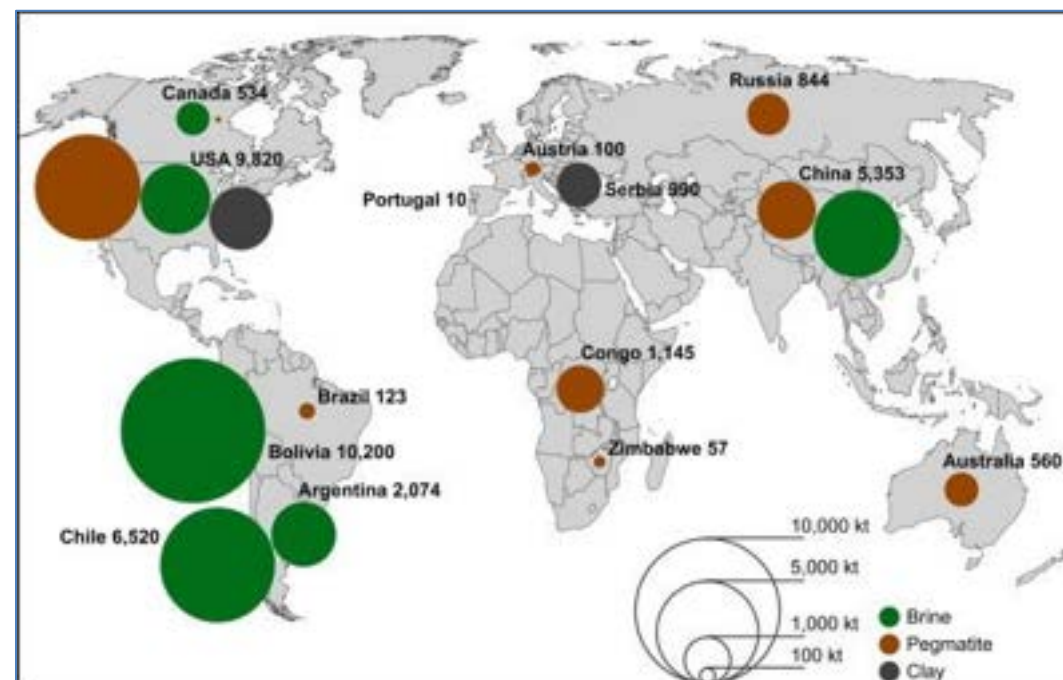 Canada 534
Russia 844
USA 9,820
Austria 100
China 5,353
Portugal 10
Serbia 990
Congo 1,145
Brazil 123
Zimbabwe 57
Bolivia 10,200
Australia 560
Argentina 2,074
Chile 6,520
10,000 kt
5,000 kt
1,000 kt
100 kt
Brine
Pegmatite
Clay